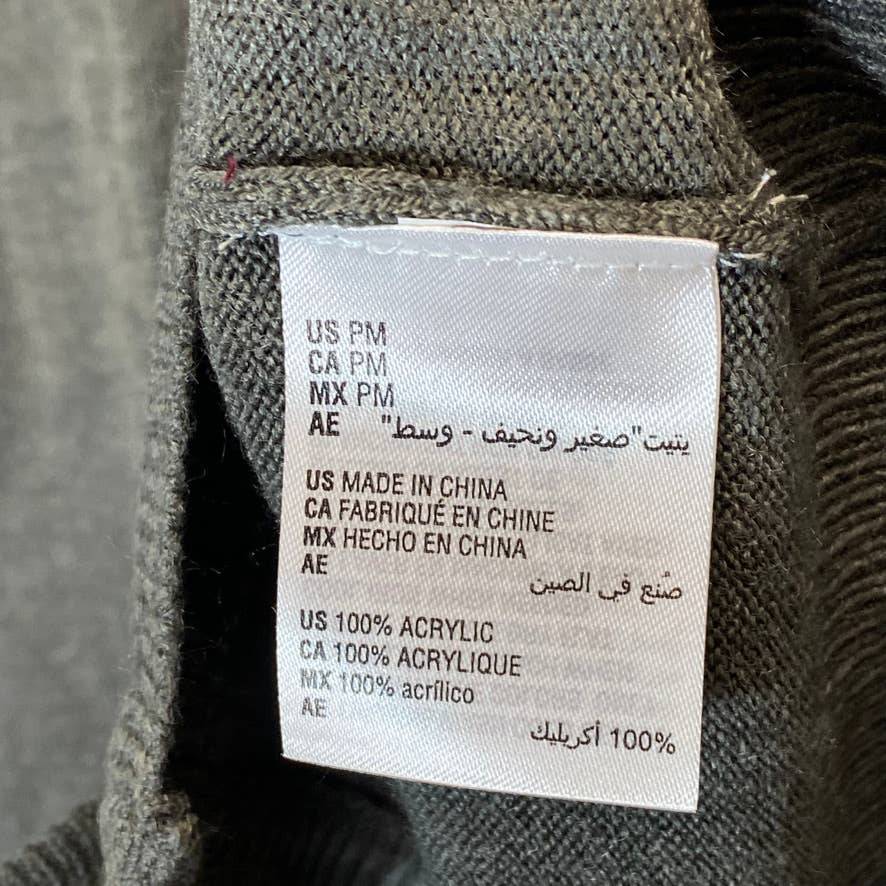 US PM
CA PM
MX PM
AE بتيت"صغير ونحيف - وسط"
US MADE IN CHINA
CA FABRIQUÉ EN CHINE
MX HECHO EN CHINA
AE
صُنع في الصين
US 100% ACRYLIC
CA 100% ACRYLIQUE
MX 100% acrílico
AE
100% أكريليك